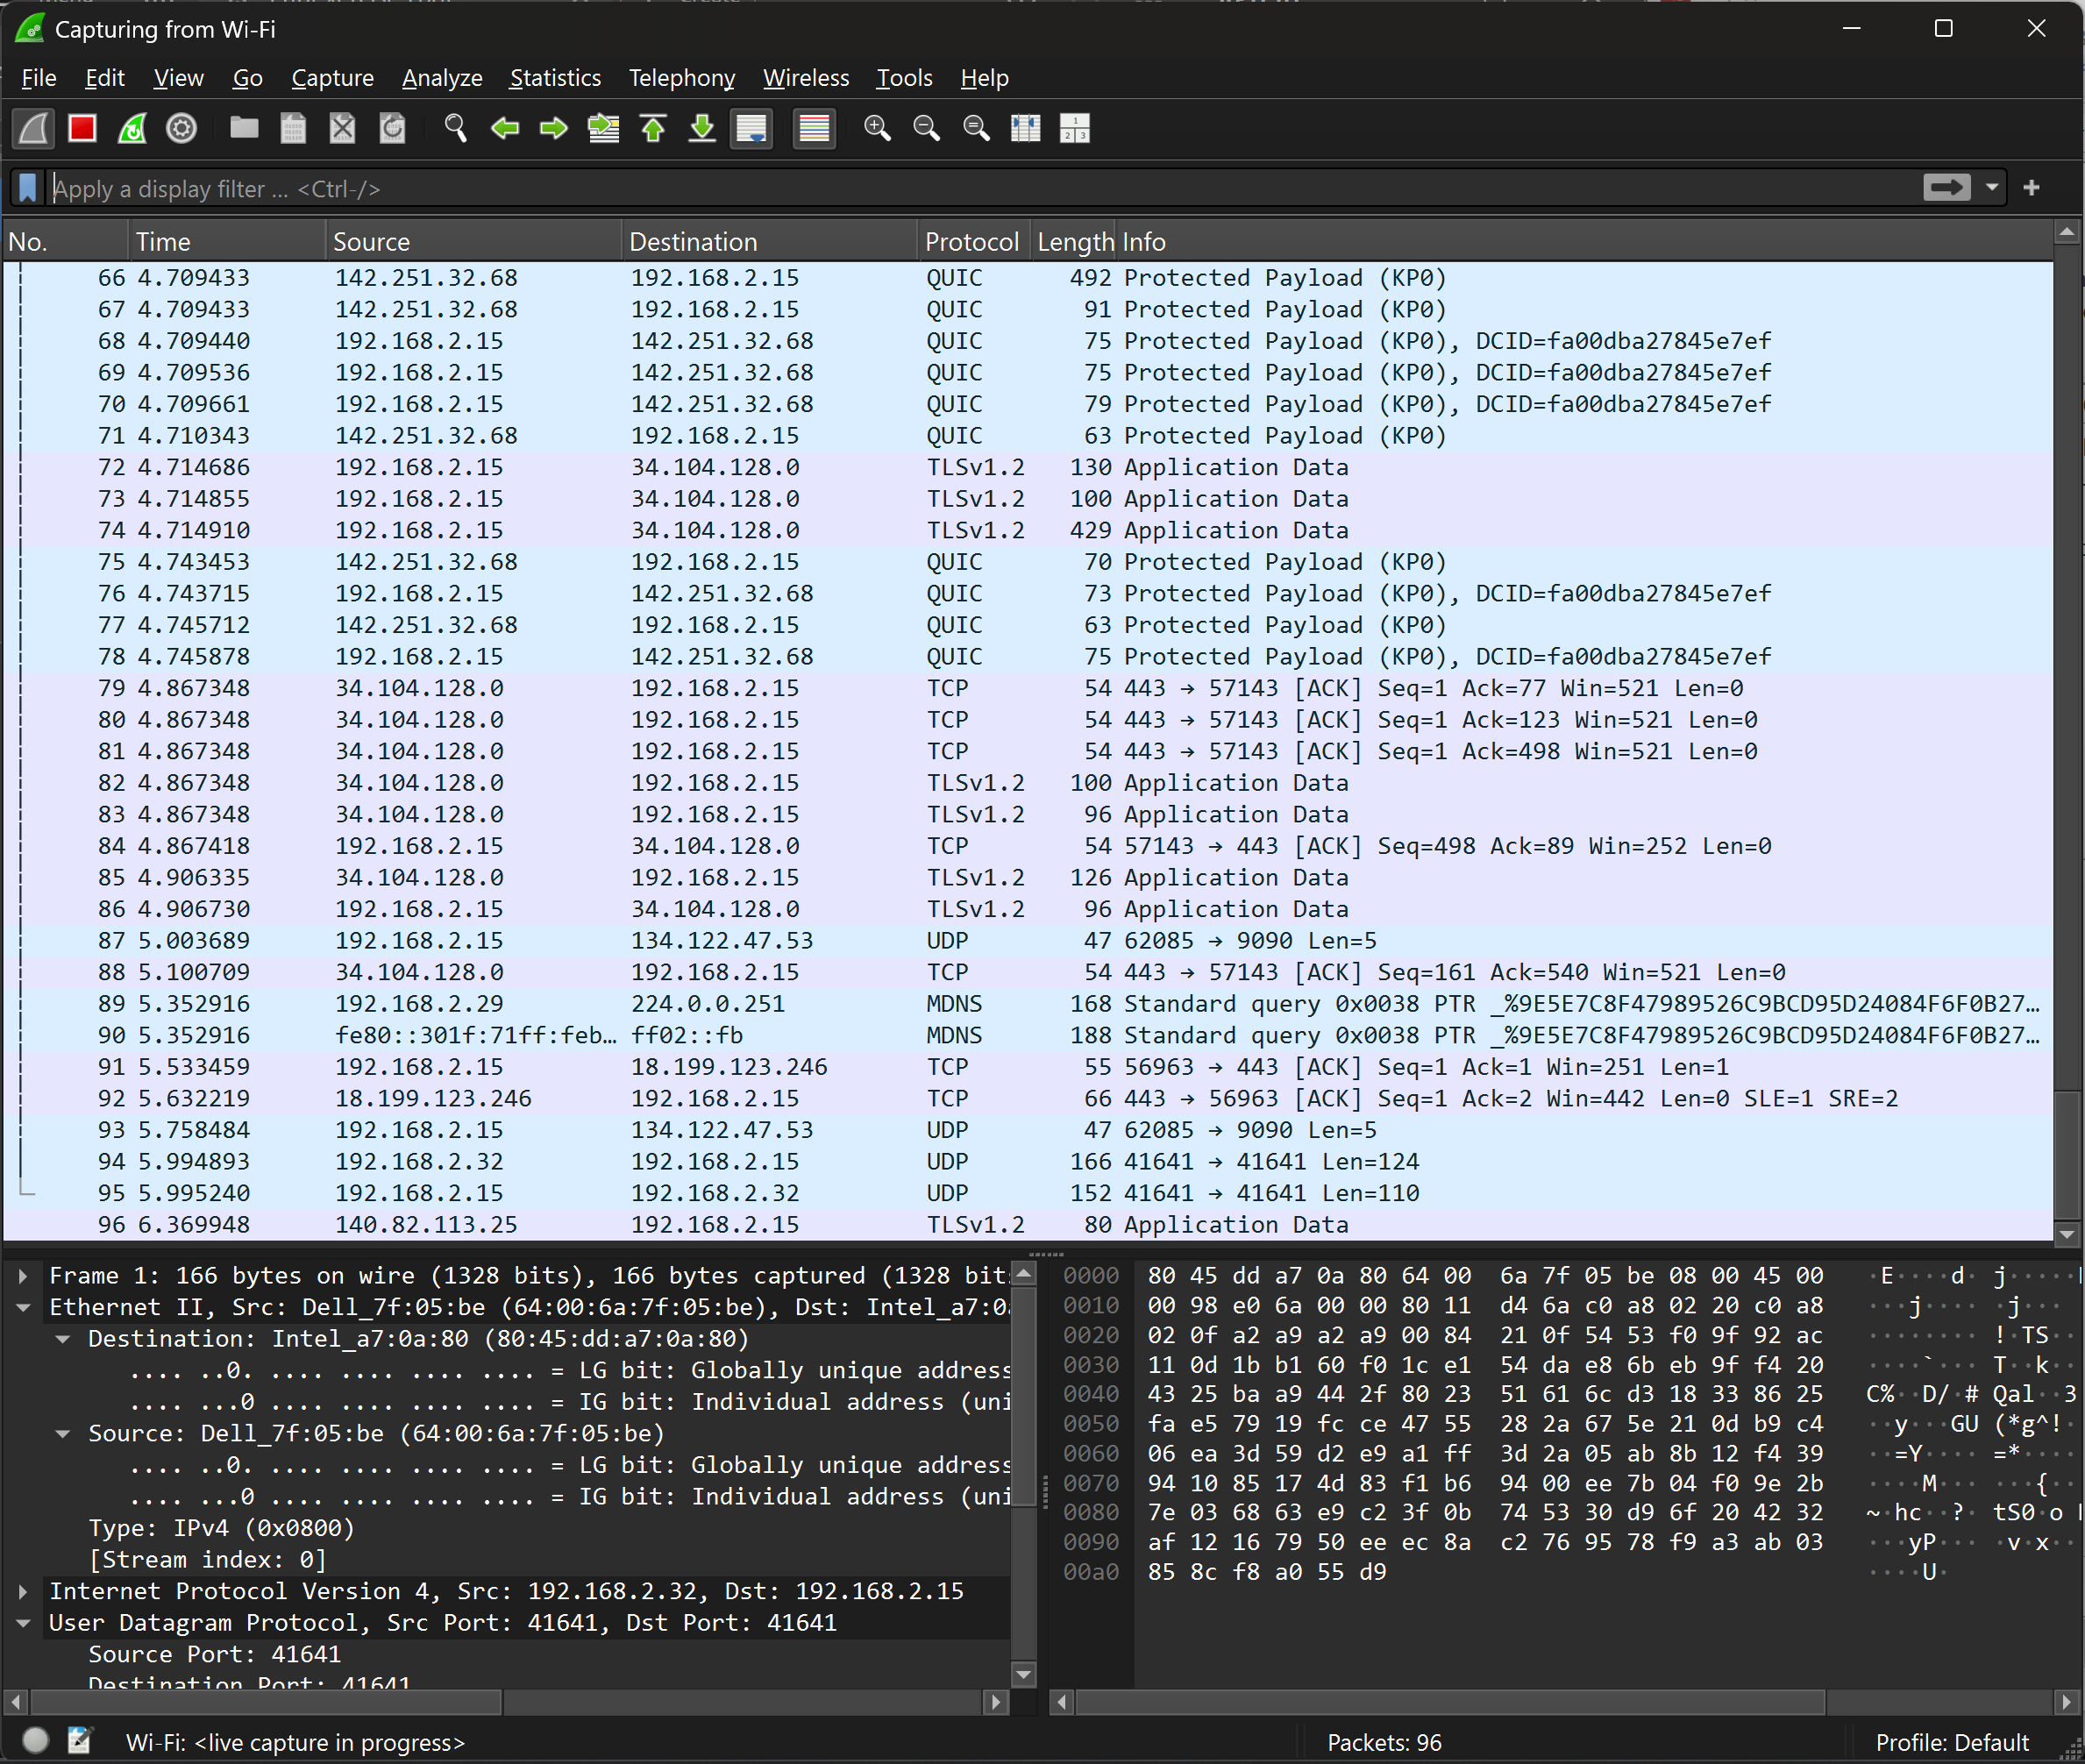 Capturing from Wi-Fi
File Edit View Go Capture Analyze Statistics Telephony Wireless Tools Help
Apply a display filter ... <Ctrl-/>
No. Time Source Destination Protocol Length Info
66 4.709433 142.251.32.68 192.168.2.15 QUIC 492 Protected Payload (KP0)
67 4.709433 142.251.32.68 192.168.2.15 QUIC 91 Protected Payload (KP0)
68 4.709440 192.168.2.15 142.251.32.68 QUIC 75 Protected Payload (KP0), DCID=fa00dba27845e7ef
69 4.709536 192.168.2.15 142.251.32.68 QUIC 75 Protected Payload (KP0), DCID=fa00dba27845e7ef
70 4.709661 192.168.2.15 142.251.32.68 QUIC 79 Protected Payload (KP0), DCID=fa00dba27845e7ef
71 4.710343 142.251.32.68 192.168.2.15 QUIC 63 Protected Payload (KP0)
72 4.714686 192.168.2.15 34.104.128.0 TLSv1.2 130 Application Data
73 4.714855 192.168.2.15 34.104.128.0 TLSv1.2 100 Application Data
74 4.714910 192.168.2.15 34.104.128.0 TLSv1.2 429 Application Data
75 4.743453 142.251.32.68 192.168.2.15 QUIC 70 Protected Payload (KP0)
76 4.743715 192.168.2.15 142.251.32.68 QUIC 73 Protected Payload (KP0), DCID=fa00dba27845e7ef
77 4.745712 142.251.32.68 192.168.2.15 QUIC 63 Protected Payload (KP0)
78 4.745878 192.168.2.15 142.251.32.68 QUIC 75 Protected Payload (KP0), DCID=fa00dba27845e7ef
79 4.867348 34.104.128.0 192.168.2.15 TCP 54 443 → 57143 [ACK] Seq=1 Ack=77 Win=521 Len=0
80 4.867348 34.104.128.0 192.168.2.15 TCP 54 443 → 57143 [ACK] Seq=1 Ack=123 Win=521 Len=0
81 4.867348 34.104.128.0 192.168.2.15 TCP 54 443 → 57143 [ACK] Seq=1 Ack=498 Win=521 Len=0
82 4.867348 34.104.128.0 192.168.2.15 TLSv1.2 100 Application Data
83 4.867348 34.104.128.0 192.168.2.15 TLSv1.2 96 Application Data
84 4.867418 192.168.2.15 34.104.128.0 TCP 54 57143 → 443 [ACK] Seq=498 Ack=89 Win=252 Len=0
85 4.906335 34.104.128.0 192.168.2.15 TLSv1.2 126 Application Data
86 4.906730 192.168.2.15 34.104.128.0 TLSv1.2 96 Application Data
87 5.003689 192.168.2.15 134.122.47.53 UDP 47 62085 → 9090 Len=5
88 5.100709 34.104.128.0 192.168.2.15 TCP 54 443 → 57143 [ACK] Seq=161 Ack=540 Win=521 Len=0
89 5.352916 192.168.2.29 224.0.0.251 MDNS 168 Standard query 0x0038 PTR _%9E5E7C8F47989526C9BCD95D24084F6F0B27…
90 5.352916 fe80::301f:71ff:feb… ff02::fb MDNS 188 Standard query 0x0038 PTR _%9E5E7C8F47989526C9BCD95D24084F6F0B27…
91 5.533459 192.168.2.15 18.199.123.246 TCP 55 56963 → 443 [ACK] Seq=1 Ack=1 Win=251 Len=1
92 5.632219 18.199.123.246 192.168.2.15 TCP 66 443 → 56963 [ACK] Seq=1 Ack=2 Win=442 Len=0 SLE=1 SRE=2
93 5.758484 192.168.2.15 134.122.47.53 UDP 47 62085 → 9090 Len=5
94 5.994893 192.168.2.32 192.168.2.15 UDP 166 41641 → 41641 Len=124
95 5.995240 192.168.2.15 192.168.2.32 UDP 152 41641 → 41641 Len=110
96 6.369948 140.82.113.25 192.168.2.15 TLSv1.2 80 Application Data
Frame 1: 166 bytes on wire (1328 bits), 166 bytes captured (1328 bit
Ethernet II, Src: Dell_7f:05:be (64:00:6a:7f:05:be), Dst: Intel_a7:0
Destination: Intel_a7:0a:80 (80:45:dd:a7:0a:80)
.... ..0. .... .... .... .... = LG bit: Globally unique address
.... ...0 .... .... .... .... = IG bit: Individual address (uni
Source: Dell_7f:05:be (64:00:6a:7f:05:be)
.... ..0. .... .... .... .... = LG bit: Globally unique address
.... ...0 .... .... .... .... = IG bit: Individual address (uni
Type: IPv4 (0x0800)
[Stream index: 0]
Internet Protocol Version 4, Src: 192.168.2.32, Dst: 192.168.2.15
User Datagram Protocol, Src Port: 41641, Dst Port: 41641
Source Port: 41641
Destination Port: 41641
0000 80 45 dd a7 0a 80 64 00 6a 7f 05 be 08 00 45 00 ·E····d· j·····
0010 00 98 e0 6a 00 00 80 11 d4 6a c0 a8 02 20 c0 a8 ···j···· ·j···
0020 02 0f a2 a9 a2 a9 00 84 21 0f 54 53 f0 9f 92 ac ········ !·TS··
0030 11 0d 1b b1 60 f0 1c e1 54 da e8 6b eb 9f f4 20 ····`··· T··k··
0040 43 25 ba a9 44 2f 80 23 51 61 6c d3 18 33 86 25 C%··D/·# Qal··3
0050 fa e5 79 19 fc ce 47 55 28 2a 67 5e 21 0d b9 c4 ··y···GU (*g^!·
0060 06 ea 3d 59 d2 e9 a1 ff 3d 2a 05 ab 8b 12 f4 39 ··=Y···· =*····
0070 94 10 85 17 4d 83 f1 b6 94 00 ee 7b 04 f0 9e 2b ····M··· ···{··
0080 7e 03 68 63 e9 c2 3f 0b 74 53 30 d9 6f 20 42 32 ~·hc··?· tS0·o
0090 af 12 16 79 50 ee ec 8a c2 76 95 78 f9 a3 ab 03 ···yP··· ·v·x··
00a0 85 8c f8 a0 55 d9 ····U·
Wi-Fi: <live capture in progress> Packets: 96 Profile: Default